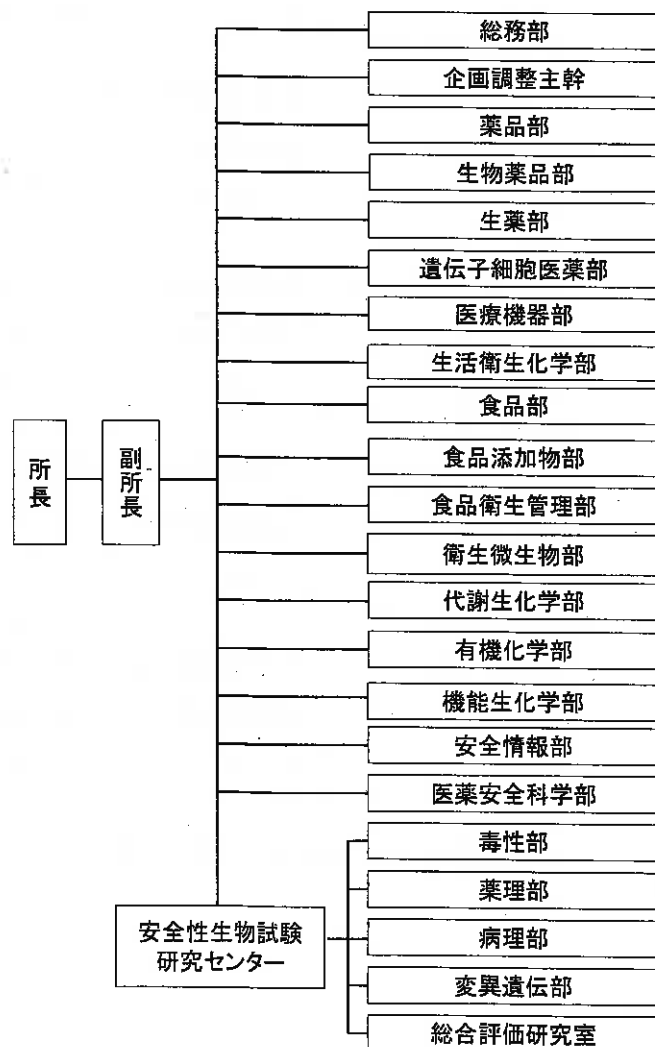 総務部
企画調整主幹
薬品部
生物薬品部
生薬部
遺伝子細胞医薬部
医療機器部
生活衛生化学部
食品部
所長
副所長
食品添加物部
食品衛生管理部
衛生微生物部
代謝生化学部
有機化学部
機能生化学部
安全情報部
医薬安全科学部
安全性生物試験
研究センター
毒性部
薬理部
病理部
変異遺伝部
総合評価研究室